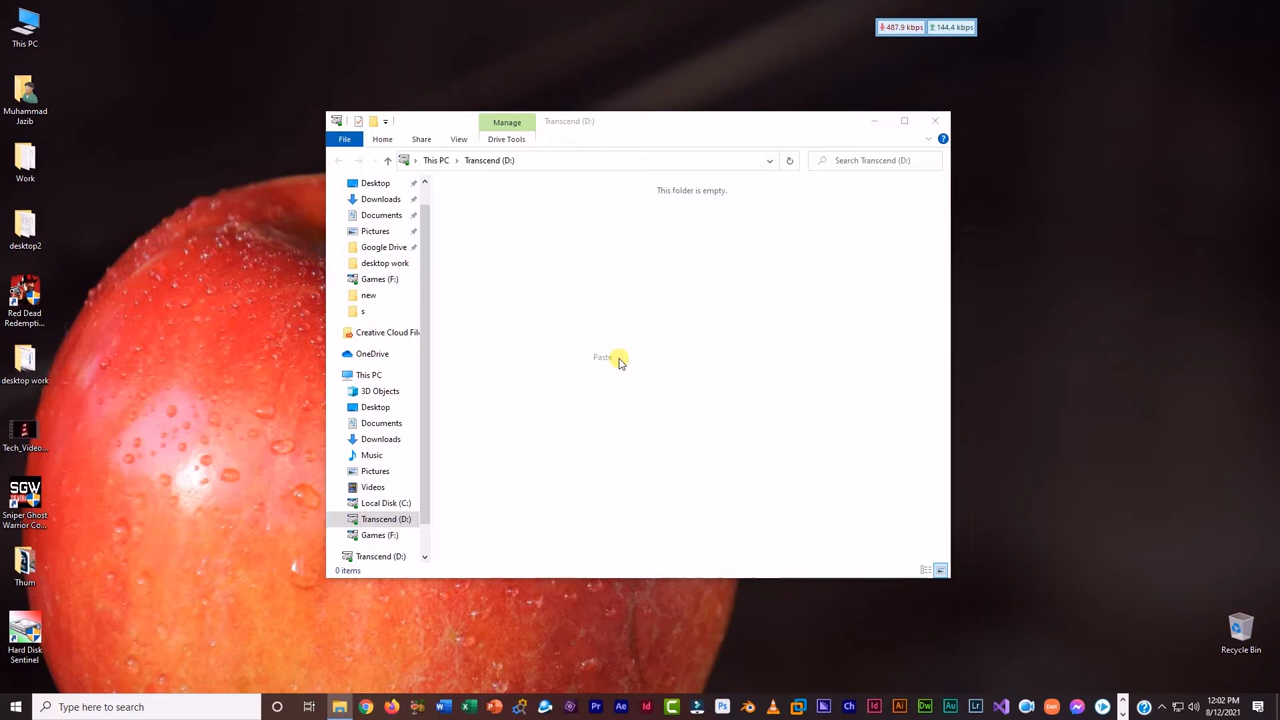 This PC
487.9 kbps
144.4 kbps
Muhammad
Jazib
Work
desktop2
Red Dead
Redempti...
desktop work
Tech_Video...
SGW
Sniper Ghost
Warrior Co...
Thum
Hard Disk
Sentinel
Manage
Transcend (D:)
File
Home
Share
View
Drive Tools
This PC
Transcend (D:)
Search Transcend (D:)
This folder is empty.
Desktop
Downloads
Documents
Pictures
Google Drive
desktop work
Games (F:)
new
s
Creative Cloud Fil
OneDrive
This PC
3D Objects
Desktop
Documents
Downloads
Music
Pictures
Videos
Local Disk (C:)
Transcend (D:)
Games (F:)
Transcend (D:)
Paste
0 items
Recycle Bin
Type here to search
12:02 PM
8/12/2021